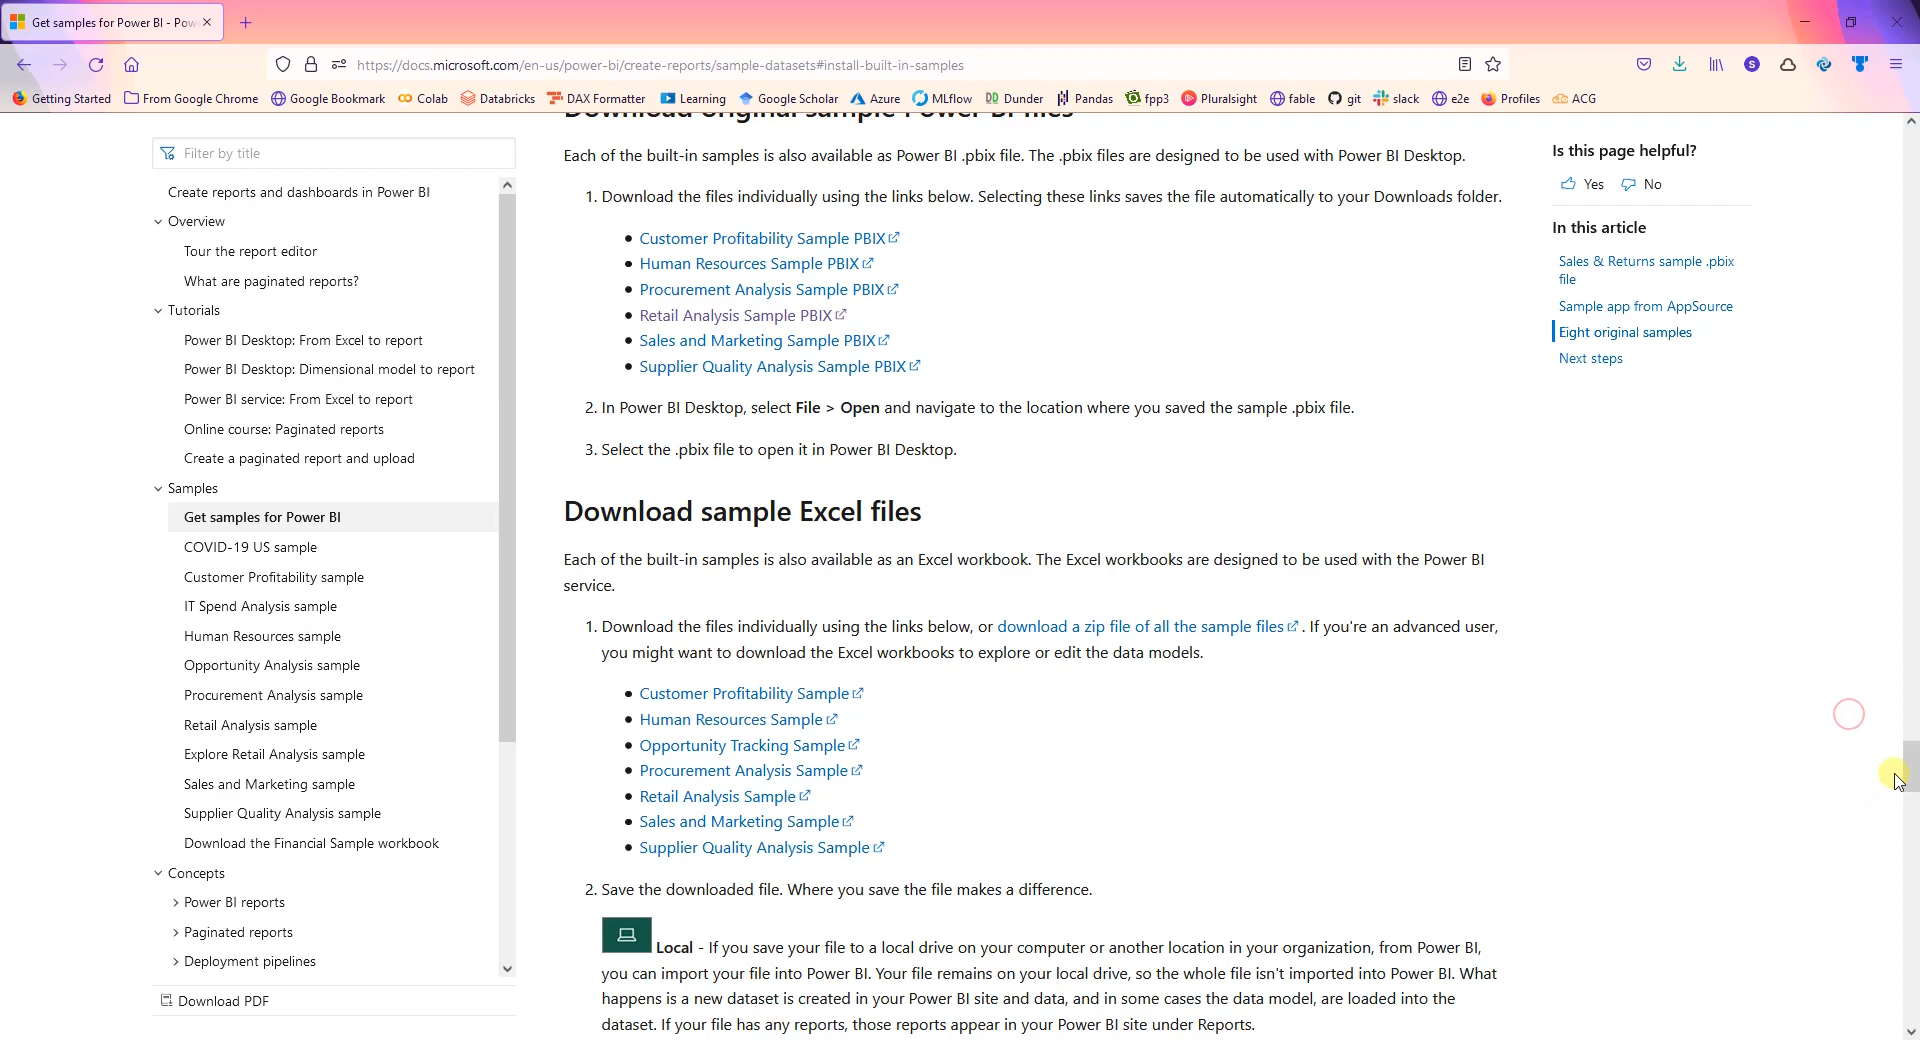 Get samples for Power BI - Pow
https://docs.microsoft.com/en-us/power-bi/create-reports/sample-datasets#install-built-in-samples
Getting Started From Google Chrome Google Bookmark Colab Databricks DAX Formatter Learning Google Scholar Azure MLflow Dunder Pandas fpp3 Pluralsight fable git slack e2e Profiles ACG
Filter by title
Create reports and dashboards in Power BI
Overview
Tour the report editor
What are paginated reports?
Tutorials
Power BI Desktop: From Excel to report
Power BI Desktop: Dimensional model to report
Power BI service: From Excel to report
Online course: Paginated reports
Create a paginated report and upload
Samples
Get samples for Power BI
COVID-19 US sample
Customer Profitability sample
IT Spend Analysis sample
Human Resources sample
Opportunity Analysis sample
Procurement Analysis sample
Retail Analysis sample
Explore Retail Analysis sample
Sales and Marketing sample
Supplier Quality Analysis sample
Download the Financial Sample workbook
Concepts
Power BI reports
Paginated reports
Deployment pipelines
Download PDF
Download original sample Power BI files
Each of the built-in samples is also available as Power BI .pbix file. The .pbix files are designed to be used with Power BI Desktop.
1. Download the files individually using the links below. Selecting these links saves the file automatically to your Downloads folder.
• Customer Profitability Sample PBIX
• Human Resources Sample PBIX
• Procurement Analysis Sample PBIX
• Retail Analysis Sample PBIX
• Sales and Marketing Sample PBIX
• Supplier Quality Analysis Sample PBIX
2. In Power BI Desktop, select File > Open and navigate to the location where you saved the sample .pbix file.
3. Select the .pbix file to open it in Power BI Desktop.
Download sample Excel files
Each of the built-in samples is also available as an Excel workbook. The Excel workbooks are designed to be used with the Power BI
service.
1. Download the files individually using the links below, or download a zip file of all the sample files . If you're an advanced user,
you might want to download the Excel workbooks to explore or edit the data models.
• Customer Profitability Sample
• Human Resources Sample
• Opportunity Tracking Sample
• Procurement Analysis Sample
• Retail Analysis Sample
• Sales and Marketing Sample
• Supplier Quality Analysis Sample
2. Save the downloaded file. Where you save the file makes a difference.
Local - If you save your file to a local drive on your computer or another location in your organization, from Power BI,
you can import your file into Power BI. Your file remains on your local drive, so the whole file isn't imported into Power BI. What
happens is a new dataset is created in your Power BI site and data, and in some cases the data model, are loaded into the
dataset. If your file has any reports, those reports appear in your Power BI site under Reports.
Is this page helpful?
Yes No
In this article
Sales & Returns sample .pbix
file
Sample app from AppSource
Eight original samples
Next steps